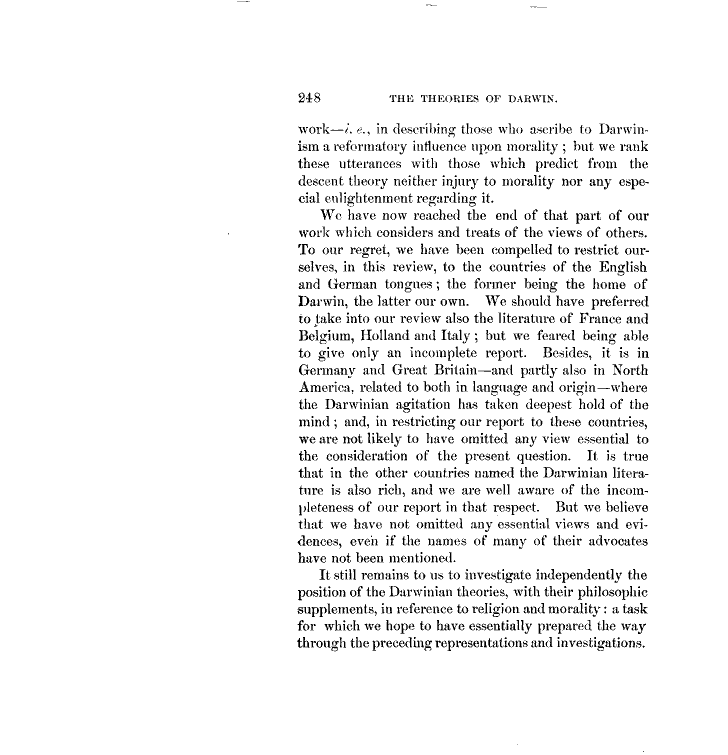 248 THE THEORIES OF DARWIN.
work—i. e., in describing those who ascribe to Darwin-
ism a reformatory influence upon morality ; but we rank
these utterances with those which predict from the
descent theory neither injury to morality nor any espe-
cial enlightenment regarding it.
We have now reached the end of that part of our
work which considers and treats of the views of others.
To our regret, we have been compelled to restrict our-
selves, in this review, to the countries of the English
and German tongues ; the former being the home of
Darwin, the latter our own. We should have preferred
to take into our review also the literature of France and
Belgium, Holland and Italy ; but we feared being able
to give only an incomplete report. Besides, it is in
Germany and Great Britain—and partly also in North
America, related to both in language and origin—where
the Darwinian agitation has taken deepest hold of the
mind ; and, in restricting our report to these countries,
we are not likely to have omitted any view essential to
the consideration of the present question. It is true
that in the other countries named the Darwinian litera-
ture is also rich, and we are well aware of the incom-
pleteness of our report in that respect. But we believe
that we have not omitted any essential views and evi-
dences, even if the names of many of their advocates
have not been mentioned.
It still remains to us to investigate independently the
position of the Darwinian theories, with their philosophic
supplements, in reference to religion and morality : a task
for which we hope to have essentially prepared the way
through the preceding representations and investigations.